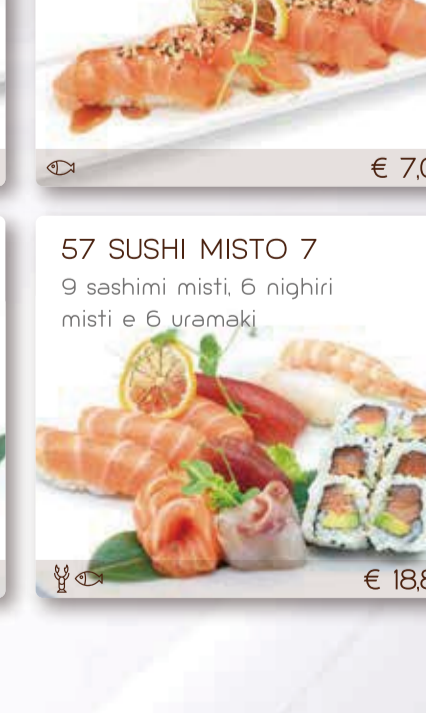 € 7,0
57 SUSHI MISTO 7
9 sashimi misti, 6 nighiri
misti e 6 uramaki
€ 18,8